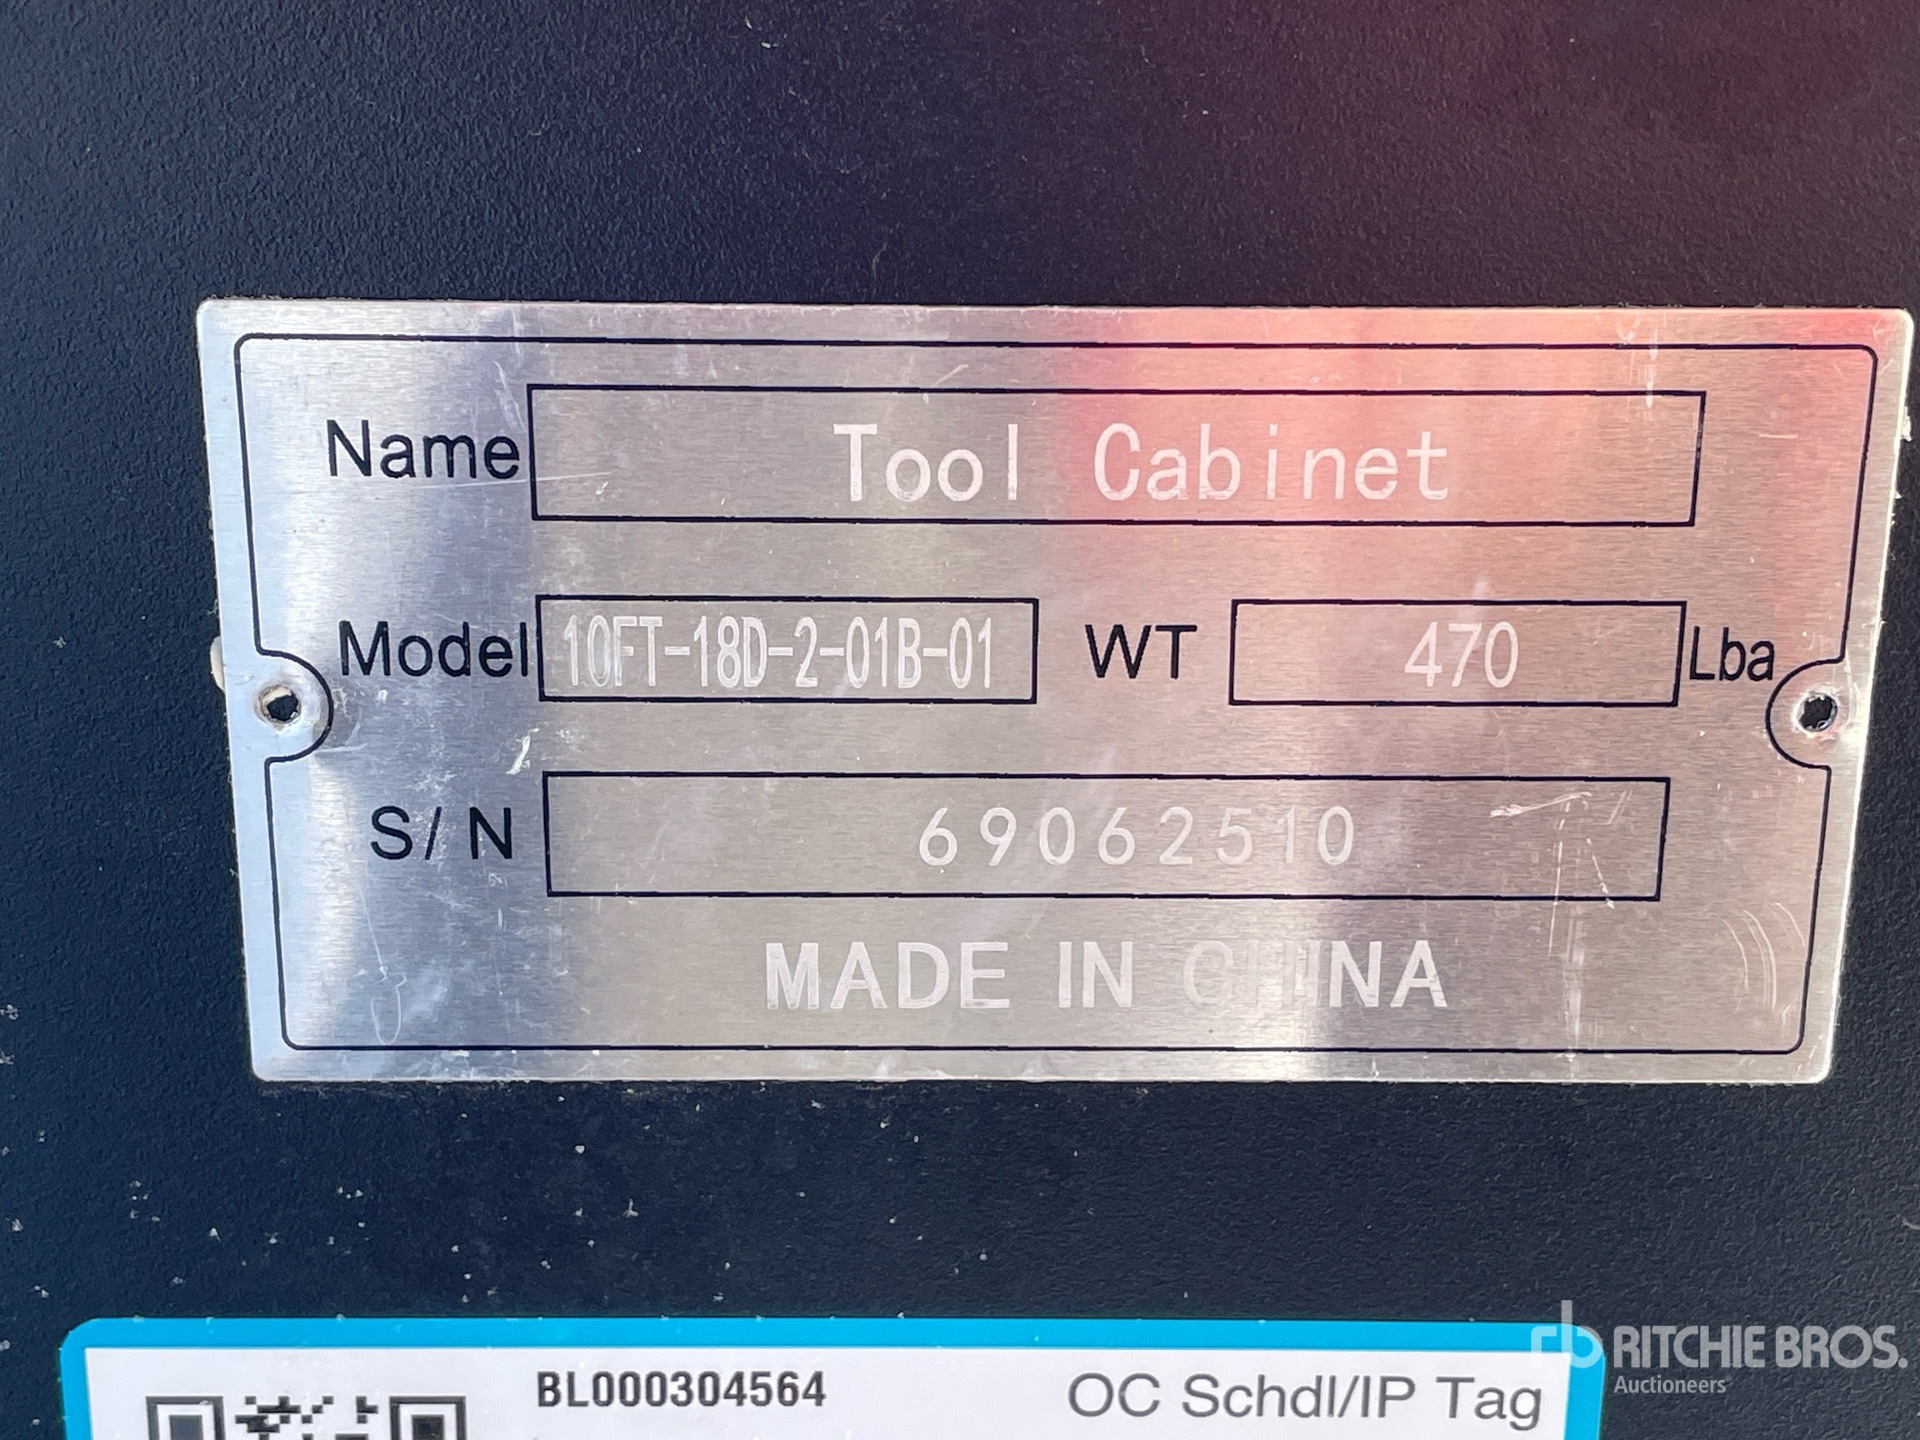 Name Tool Cabinet
Model 10FT-18D-2-01B-01 WT 470 Lba
S/N 69062510
MADE IN CHINA
BL000304564 OC Schdl/IP Tag
rb RITCHIE BROS.
Auctioneers